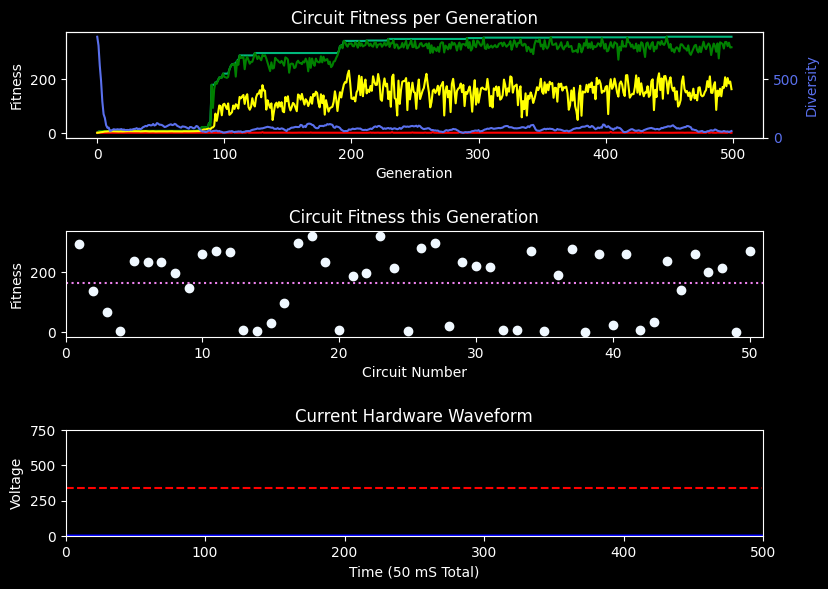 Circuit Fitness per Generation
Fitness
200
0
500
0
Diversity
0 100 200 300 400 500
Generation
Circuit Fitness this Generation
Fitness
200
0
0 10 20 30 40 50
Circuit Number
Current Hardware Waveform
Voltage
750
500
250
0
0 100 200 300 400 500
Time (50 mS Total)